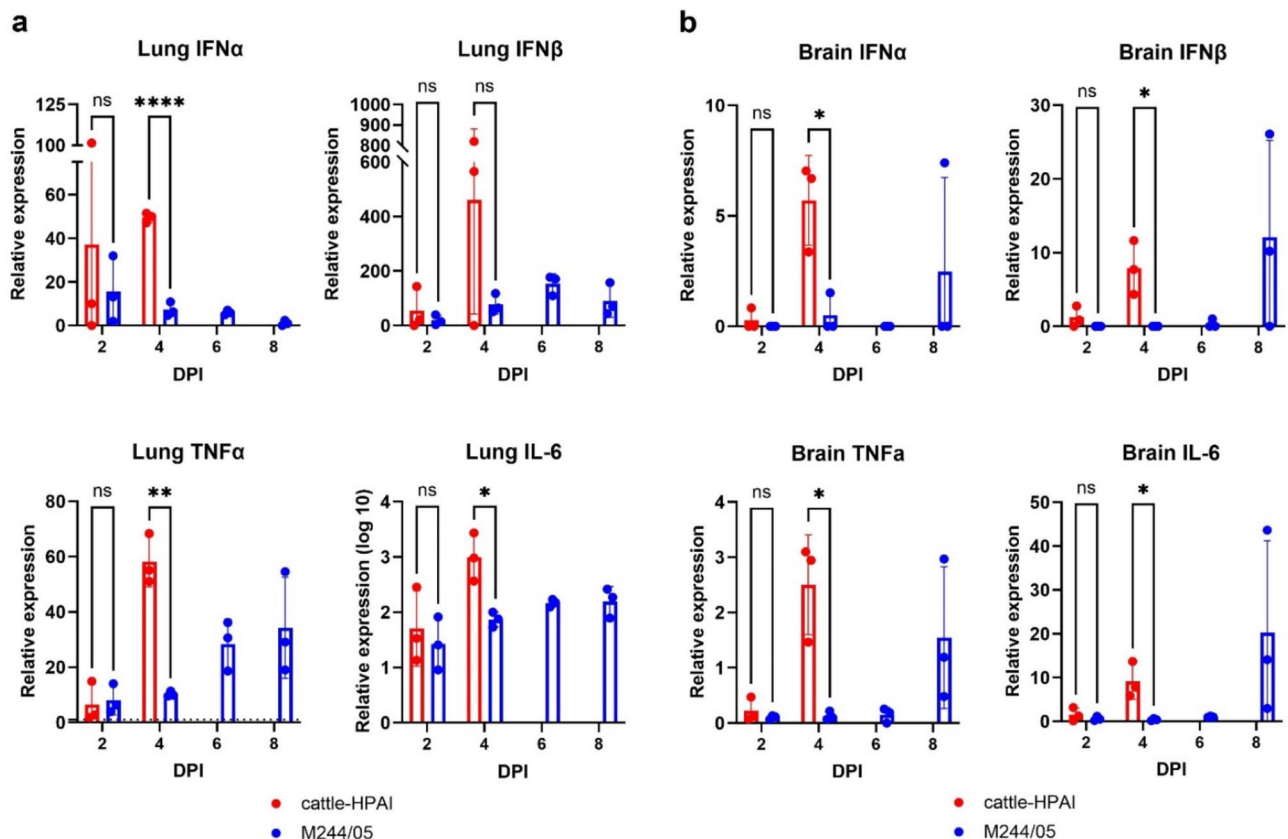 a
Lung IFNα
Relative expression
125
100
60
40
20
0
ns
****
2 4 6 8
DPI
Lung IFNβ
Relative expression
1000
900
800
600
400
200
0
ns
ns
2 4 6 8
DPI
b
Brain IFNα
Relative expression
10
5
0
ns
*
2 4 6 8
DPI
Brain IFNβ
Relative expression
30
20
10
0
ns
*
2 4 6 8
DPI
Lung TNFα
Relative expression
80
60
40
20
0
ns
**
2 4 6 8
DPI
Lung IL-6
Relative expression (log 10)
4
3
2
1
0
ns
*
2 4 6 8
DPI
Brain TNFa
Relative expression
4
3
2
1
0
ns
*
2 4 6 8
DPI
Brain IL-6
Relative expression
50
40
30
20
10
0
ns
*
2 4 6 8
DPI
cattle-HPAI
M244/05
cattle-HPAI
M244/05